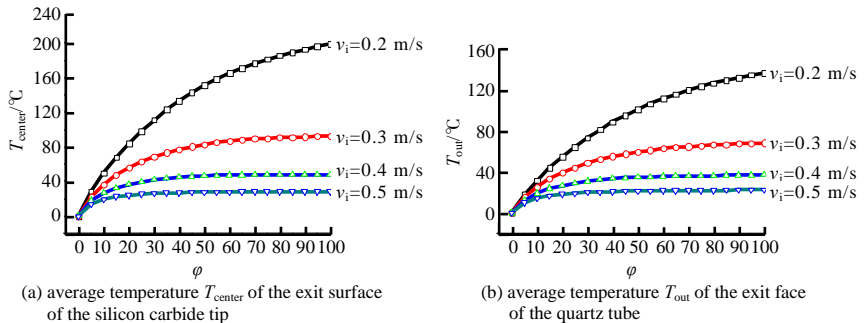 240
200
160
120
80
40
0
T_center/℃
v_i=0.2 m/s
v_i=0.3 m/s
v_i=0.4 m/s
v_i=0.5 m/s
0 10 20 30 40 50 60 70 80 90 100
φ
(a) average temperature T_center of the exit surface
of the silicon carbide tip
160
120
80
40
0
T_out/℃
v_i=0.2 m/s
v_i=0.3 m/s
v_i=0.4 m/s
v_i=0.5 m/s
0 10 20 30 40 50 60 70 80 90 100
φ
(b) average temperature T_out of the exit face
of the quartz tube